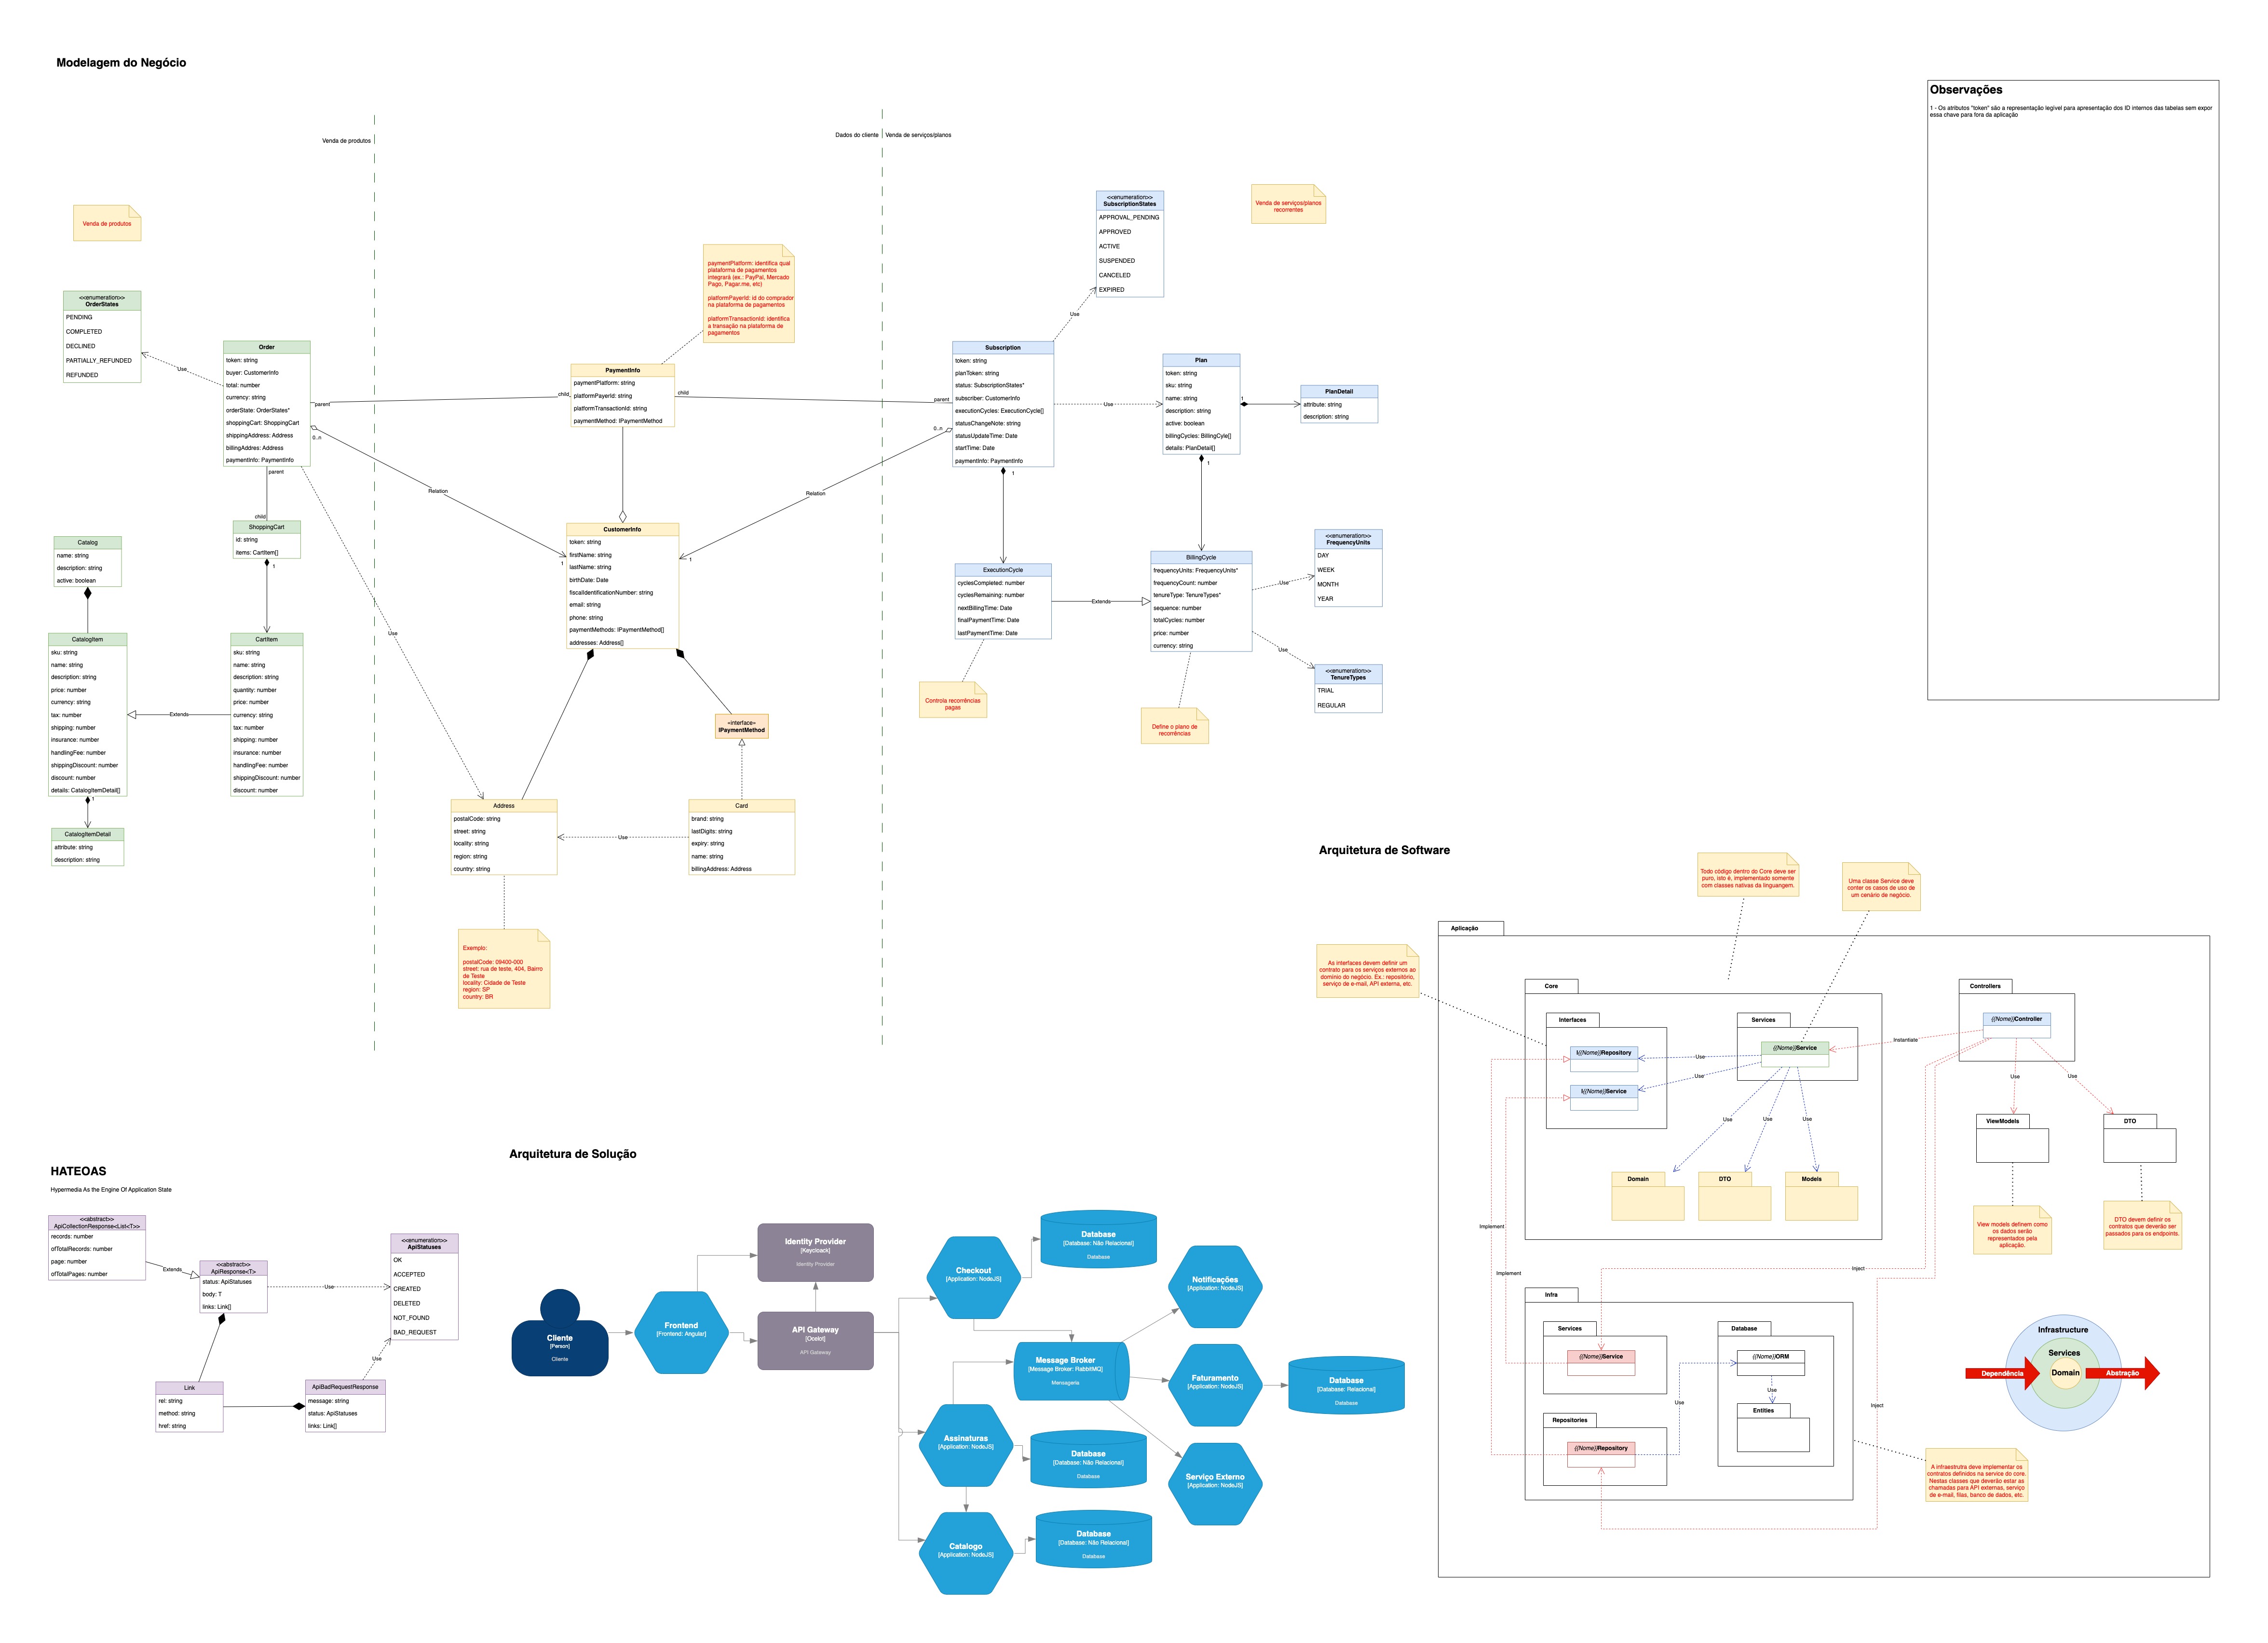 Modelagem do Negócio
Venda de produtos
Dados do cliente
Venda de serviços/planos
Observações
1 - Os atributos "token" são a representação legível para apresentação dos ID internos das tabelas sem expor
essa chave para fora da aplicação
Venda de produtos
<<enumeration>>
OrderStates
PENDING
COMPLETED
DECLINED
PARTIALLY_REFUNDED
REFUNDED
Use
Order
token: string
buyer: CustomerInfo
total: number
currency: string
orderState: OrderStates*
shoppingCart: ShoppingCart
shippingAddress: Address
billingAddres: Address
paymentInfo: PaymentInfo
parent
0..n
parent
child
Relation
Use
ShoppingCart
id: string
items: CartItem[]
1
Catalog
name: string
description: string
active: boolean
CatalogItem
sku: string
name: string
description: string
price: number
currency: string
tax: number
shipping: number
insurance: number
handlingFee: number
shippingDiscount: number
discount: number
details: CatalogItemDetail[]
1
Extends
CartItem
sku: string
name: string
description: string
quantity: number
price: number
currency: string
tax: number
shipping: number
insurance: number
handlingFee: number
shippingDiscount: number
discount: number
CatalogItemDetail
attribute: string
description: string
paymentPlatform: identifica qual
plataforma de pagamentos
integrará (ex.: PayPal, Mercado
Pago, Pagar.me, etc)
platformPayerId: id do comprador
na plataforma de pagamentos
platformTransactionId: identifica
a transação na plataforma de
pagamentos
PaymentInfo
paymentPlatform: string
platformPayerId: string
platformTransactionId: string
paymentMethod: IPaymentMethod
child
child
CustomerInfo
token: string
firstName: string
lastName: string
birthDate: Date
fiscalIdentificationNumber: string
email: string
phone: string
paymentMethods: IPaymentMethod[]
addresses: Address[]
1
1
Relation
«interface»
IPaymentMethod
Address
postalCode: string
street: string
locality: string
region: string
country: string
Use
Card
brand: string
lastDigits: string
expiry: string
name: string
billingAddress: Address
Exemplo:
postalCode: 09400-000
street: rua de teste, 404, Bairro
de Teste
locality: Cidade de Teste
region: SP
country: BR
<<enumeration>>
SubscriptionStates
APPROVAL_PENDING
APPROVED
ACTIVE
SUSPENDED
CANCELED
EXPIRED
Venda de serviços/planos
recorrentes
Use
Subscription
token: string
planToken: string
status: SubscriptionStates*
subscriber: CustomerInfo
executionCycles: ExecutionCycle[]
statusChangeNote: string
statusUpdateTime: Date
startTime: Date
paymentInfo: PaymentInfo
parent
0..n
1
Use
Plan
token: string
sku: string
name: string
description: string
active: boolean
billingCycles: BillingCyle[]
details: PlanDetail[]
1
1
PlanDetail
attribute: string
description: string
ExecutionCycle
cyclesCompleted: number
cyclesRemaining: number
nextBillingTime: Date
finalPaymentTime: Date
lastPaymentTime: Date
Extends
BillingCycle
frequencyUnits: FrequencyUnits*
frequencyCount: number
tenureType: TenureTypes*
sequence: number
totalCycles: number
price: number
currency: string
Use
Use
<<enumeration>>
FrequencyUnits
DAY
WEEK
MONTH
YEAR
<<enumeration>>
TenureTypes
TRIAL
REGULAR
Controla recorrências
pagas
Define o plano de
recorrências
HATEOAS
Hypermedia As the Engine Of Application State
<<abstract>>
ApiCollectionResponse<List<T>>
records: number
ofTotalRecords: number
page: number
ofTotalPages: number
Extends
<<abstract>>
ApiResponse<T>
status: ApiStatuses
body: T
links: Link[]
Use
<<enumeration>>
ApiStatuses
OK
ACCEPTED
CREATED
DELETED
NOT_FOUND
BAD_REQUEST
Use
Link
rel: string
method: string
href: string
ApiBadRequestResponse
message: string
status: ApiStatuses
links: Link[]
Arquitetura de Solução
Cliente
[Person]
Cliente
Frontend
[Frontend: Angular]
Identity Provider
[Keycloack]
Identity Provider
API Gateway
[Ocelot]
API Gateway
Checkout
[Application: NodeJS]
Database
[Database: Não Relacional]
Database
Message Broker
[Message Broker: RabbitMQ]
Mensageria
Notificações
[Application: NodeJS]
Faturamento
[Application: NodeJS]
Database
[Database: Relacional]
Database
Assinaturas
[Application: NodeJS]
Database
[Database: Não Relacional]
Database
Serviço Externo
[Application: NodeJS]
Catalogo
[Application: NodeJS]
Database
[Database: Não Relacional]
Database
Arquitetura de Software
Todo código dentro do Core deve ser
puro, isto é, implementado somente
com classes nativas da linguangem.
Uma classe Service deve
conter os casos de uso de
um cenário de negócio.
As interfaces devem definir um
contrato para os serviços externos ao
domínio do negócio. Ex.: repositório,
serviço de e-mail, API externa, etc.
Aplicação
Core
Interfaces
I{{Nome}}Repository
I{{Nome}}Service
Services
{{Nome}}Service
Use
Use
Use
Use
Use
Domain
DTO
Models
Controllers
{{Nome}}Controller
Instantiate
Use
Use
ViewModels
DTO
View models definem como
os dados serão
representados pela
aplicação.
DTO devem definir os
contratos que deverão ser
passados para os endpoints.
Implement
Implement
Inject
Inject
Infra
Services
{{Nome}}Service
Repositories
{{Nome}}Repository
Use
Database
{{Nome}}ORM
Use
Entities
A infraestrutra deve implementar os
contratos definidos na service do core.
Nestas classes que deverão estar as
chamadas para API externas, serviço
de e-mail, filas, banco de dados, etc.
Infrastructure
Services
Domain
Dependência
Abstração